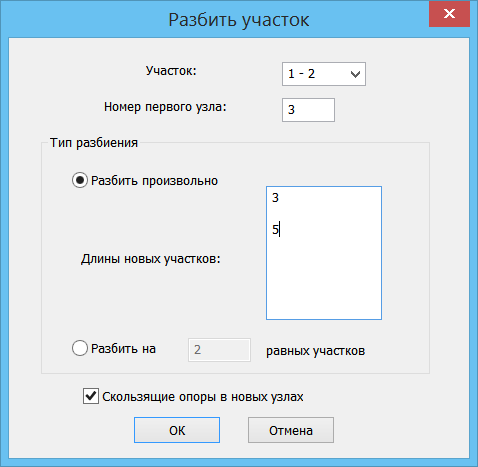 Разбить участок
Участок: 1 - 2
Номер первого узла: 3
Тип разбиения
Разбить произвольно
3
5
Длины новых участков:
Разбить на 2 равных участков
Скользящие опоры в новых узлах
OK Отмена